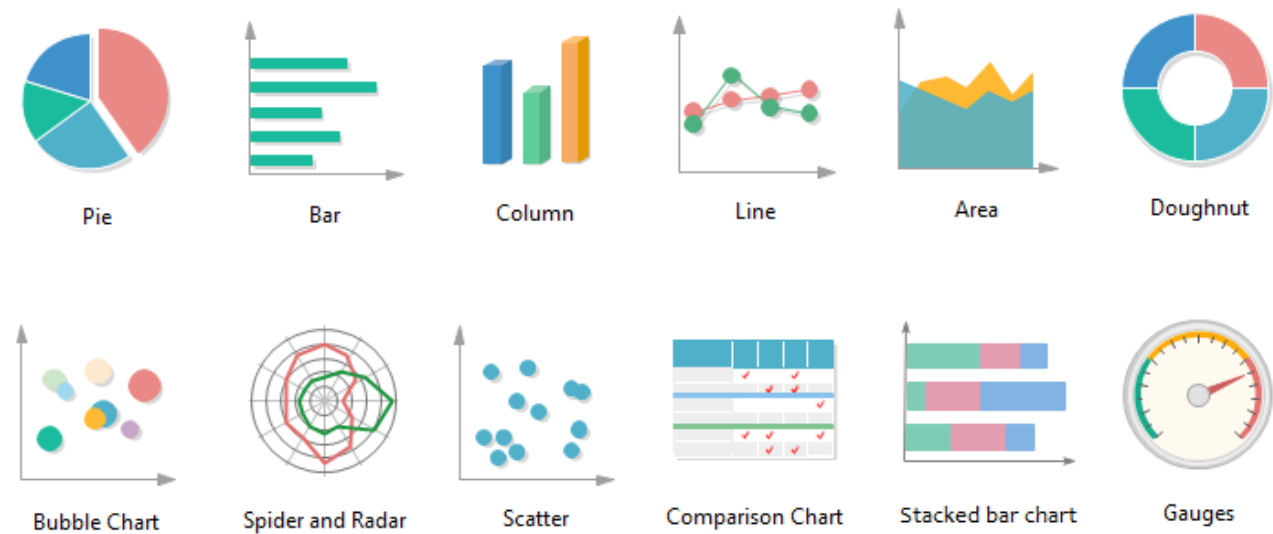 Pie
Bar
Column
Line
Area
Doughnut
Bubble Chart
Spider and Radar
Scatter
Comparison Chart
Stacked bar chart
Gauges